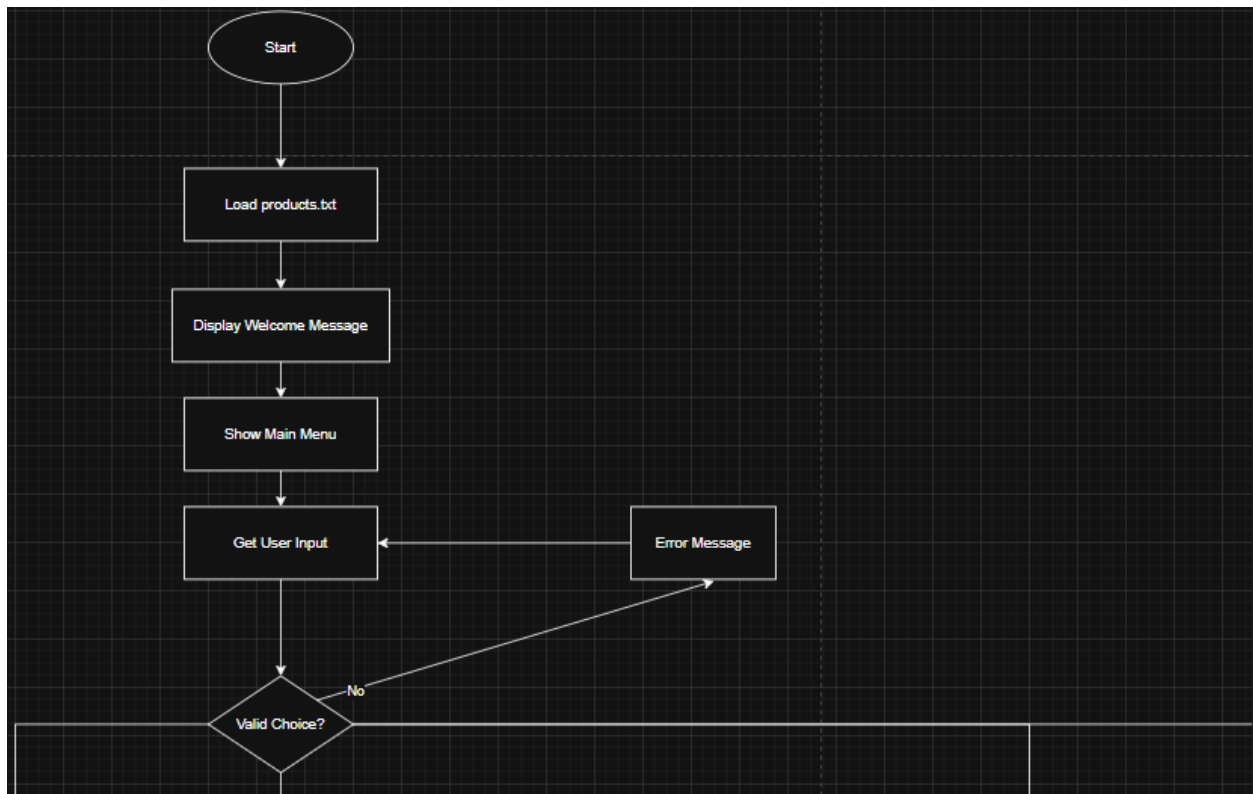 Start
Load products.txt
Display Welcome Message
Show Main Menu
Get User Input
Error Message
No
Valid Choice?